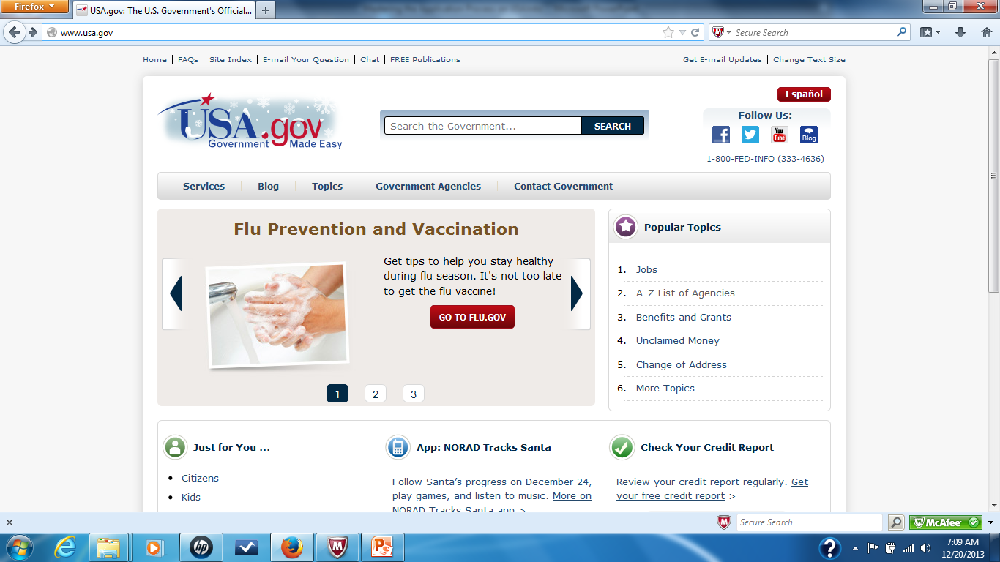 Firefox
USA.gov: The U.S. Government's Official...
www.usa.gov
Secure Search
Home FAQs Site Index E-mail Your Question Chat FREE Publications
Get E-mail Updates Change Text Size
USA.gov
Government Made Easy
Search the Government...
SEARCH
Español
Follow Us:
You Tube
Blog
1-800-FED-INFO (333-4636)
Services Blog Topics Government Agencies Contact Government
Flu Prevention and Vaccination
Get tips to help you stay healthy
during flu season. It's not too late
to get the flu vaccine!
GO TO FLU.GOV
1 2 3
Popular Topics
1. Jobs
2. A-Z List of Agencies
3. Benefits and Grants
4. Unclaimed Money
5. Change of Address
6. More Topics
Just for You ...
• Citizens
• Kids
App: NORAD Tracks Santa
Follow Santa's progress on December 24,
play games, and listen to music. More on
NORAD Tracks Santa app >
Check Your Credit Report
Review your credit report regularly. Get
your free credit report >
Secure Search
McAfee
hp
7:09 AM
12/20/2013